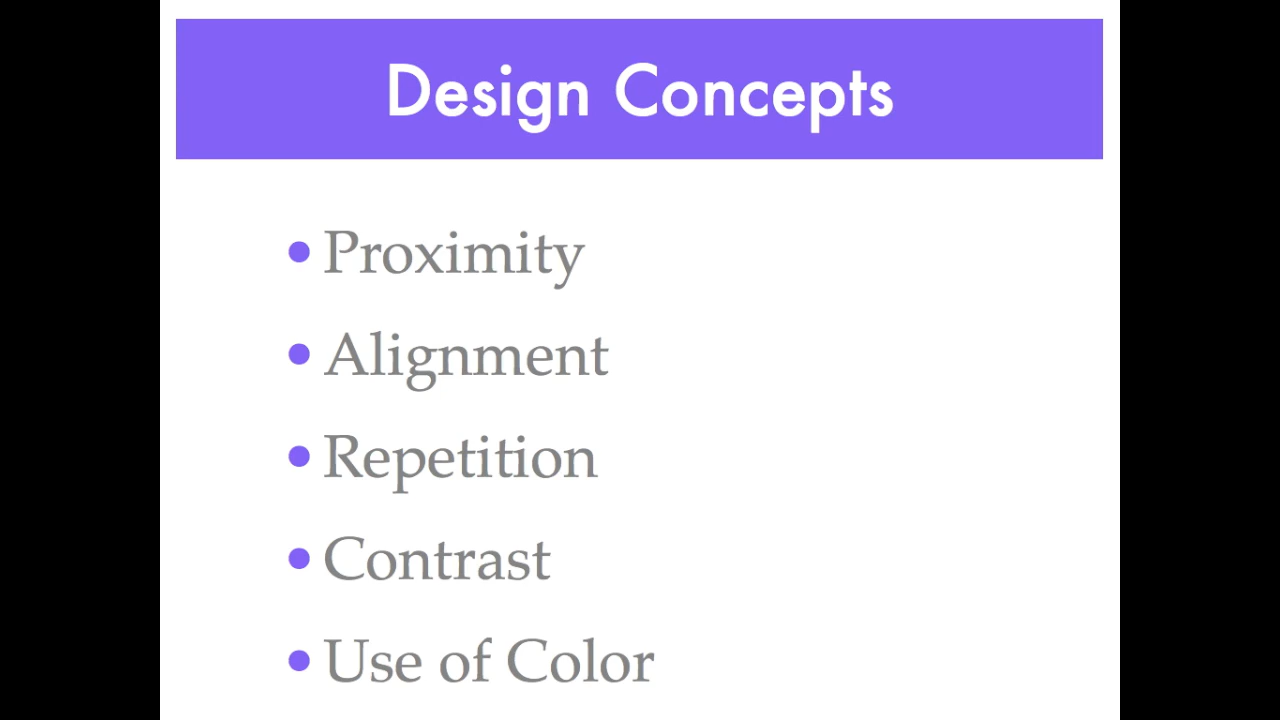 Design Concepts
• Proximity
• Alignment
• Repetition
• Contrast
• Use of Color